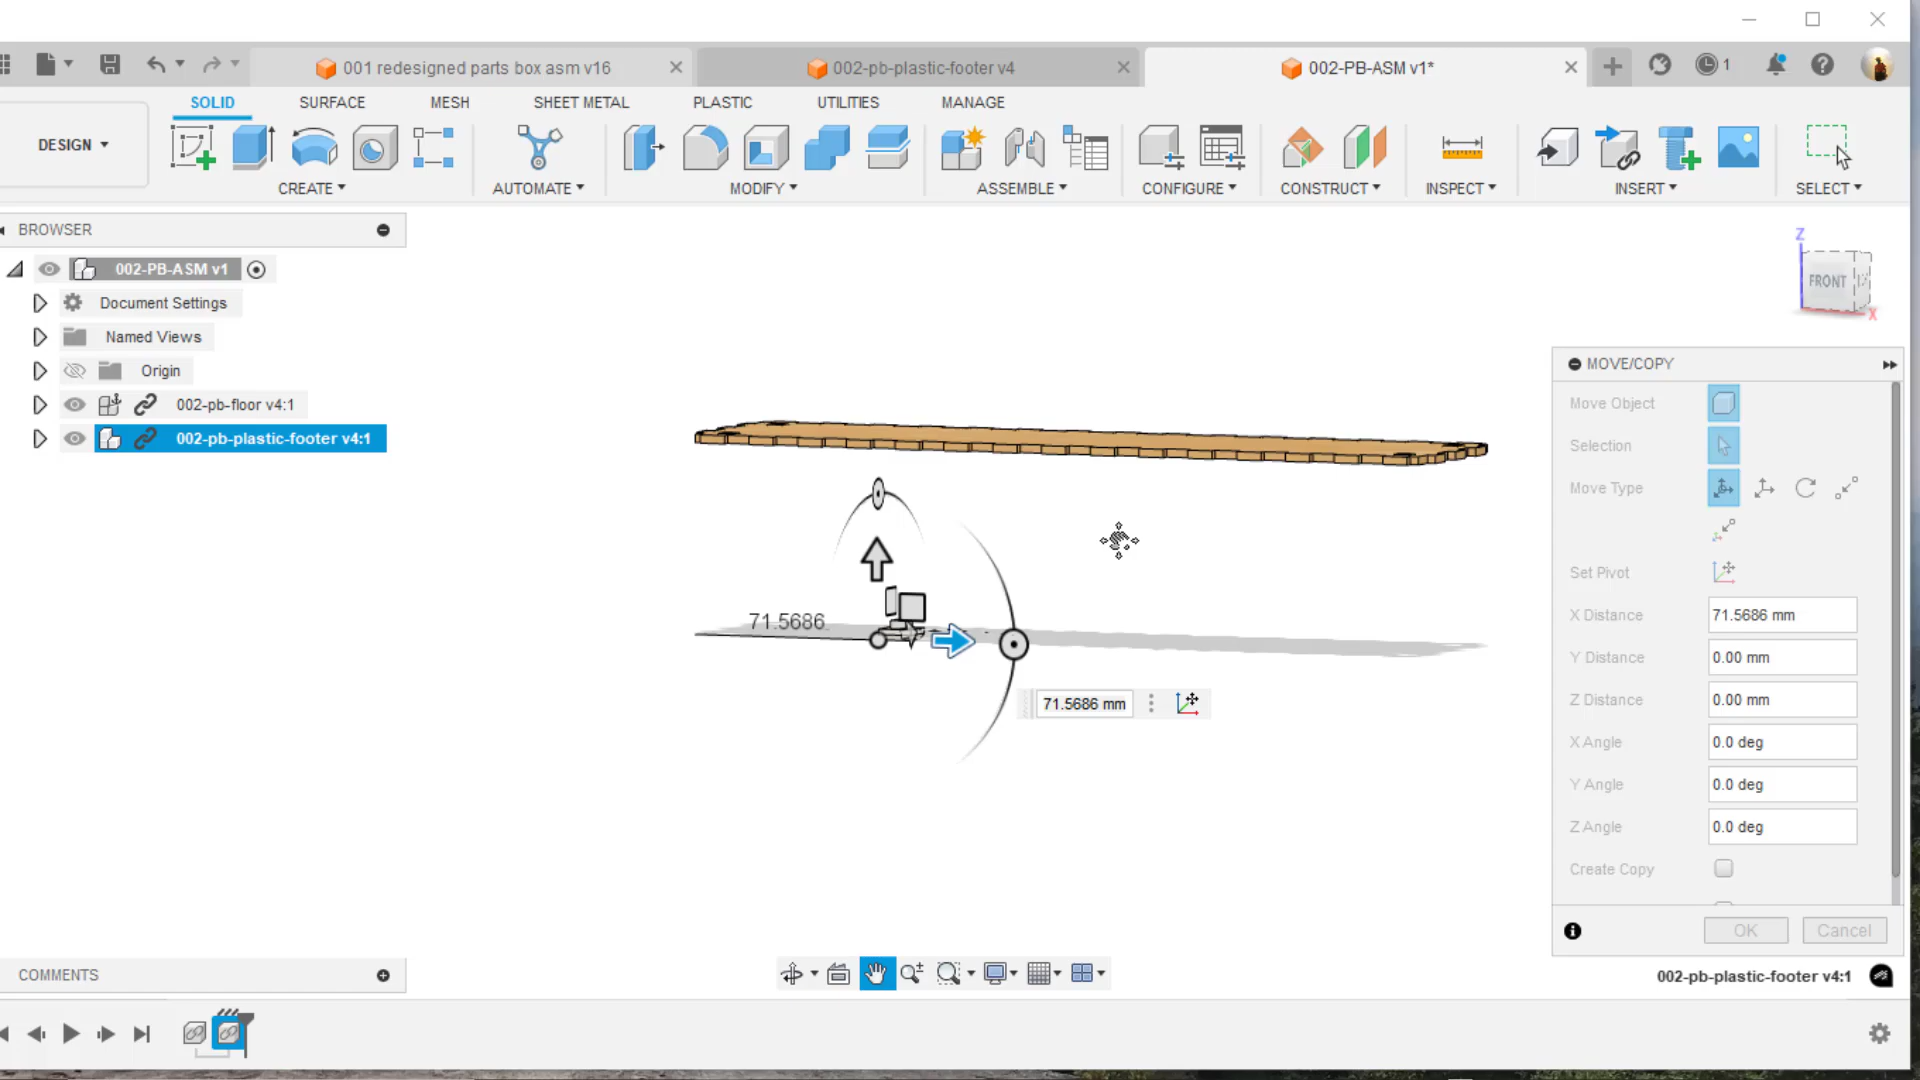 001 redesigned parts box asm v16
002-pb-plastic-footer v4
002-PB-ASM v1*
1
SOLID
SURFACE
MESH
SHEET METAL
PLASTIC
UTILITIES
MANAGE
DESIGN
CREATE
AUTOMATE
MODIFY
ASSEMBLE
CONFIGURE
CONSTRUCT
INSPECT
INSERT
SELECT
BROWSER
002-PB-ASM v1
Document Settings
Named Views
Origin
002-pb-floor v4:1
002-pb-plastic-footer v4:1
Z
FRONT
X
71.5686
71.5686 mm
MOVE/COPY
Move Object
Selection
Move Type
Set Pivot
X Distance 71.5686 mm
Y Distance 0.00 mm
Z Distance 0.00 mm
X Angle 0.0 deg
Y Angle 0.0 deg
Z Angle 0.0 deg
Create Copy
OK
Cancel
COMMENTS
002-pb-plastic-footer v4:1